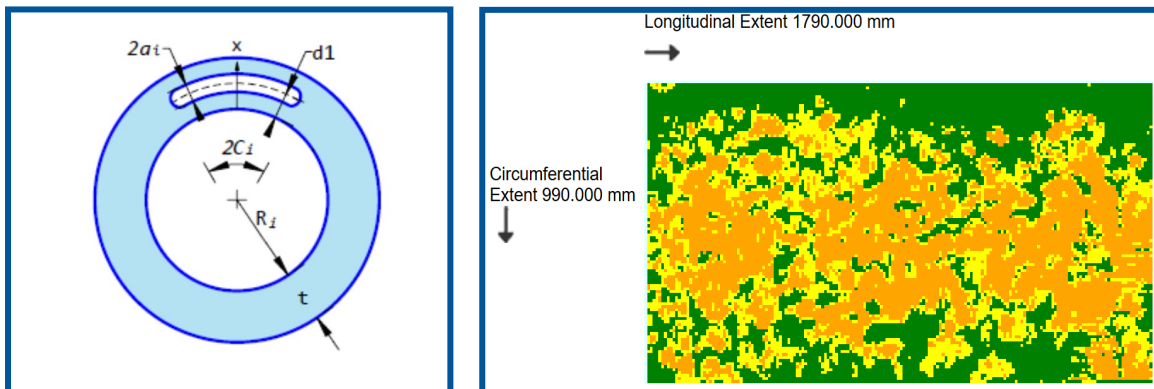 2ai
x
d1
2Ci
Ri
t
Longitudinal Extent 1790.000 mm
Circumferential
Extent 990.000 mm